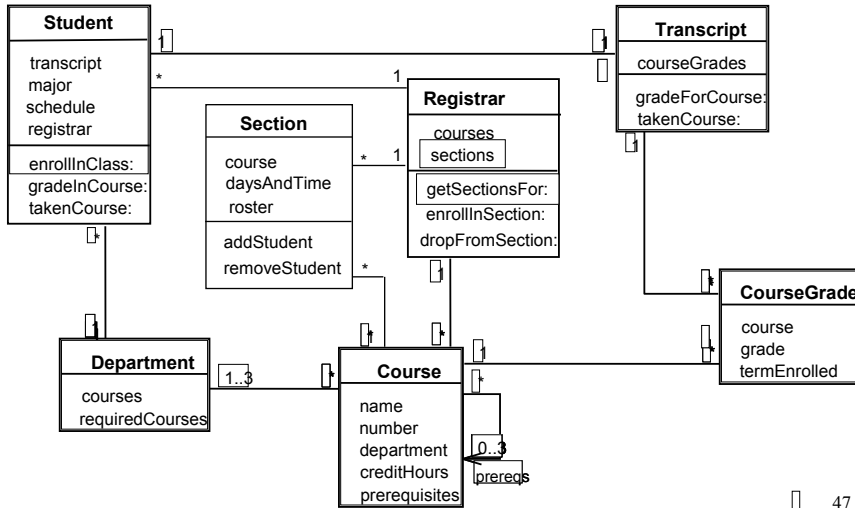 Student
transcript
major
schedule
registrar
enrollInClass:
gradeInCourse:
takenCourse:
1
1
*
1
Transcript
courseGrades
gradeForCourse:
takenCourse:
Section
course
daysAndTime
roster
addStudent
removeStudent
*
1
*
Registrar
courses
sections
getSectionsFor:
enrollInSection:
dropFromSection:
1
1
*
*
1
*
*
CourseGrade
course
grade
termEnrolled
Department
courses
requiredCourses
1..3
*
1
*
Course
name
number
department
creditHours
prerequisites
*
0..3
prereqs
47